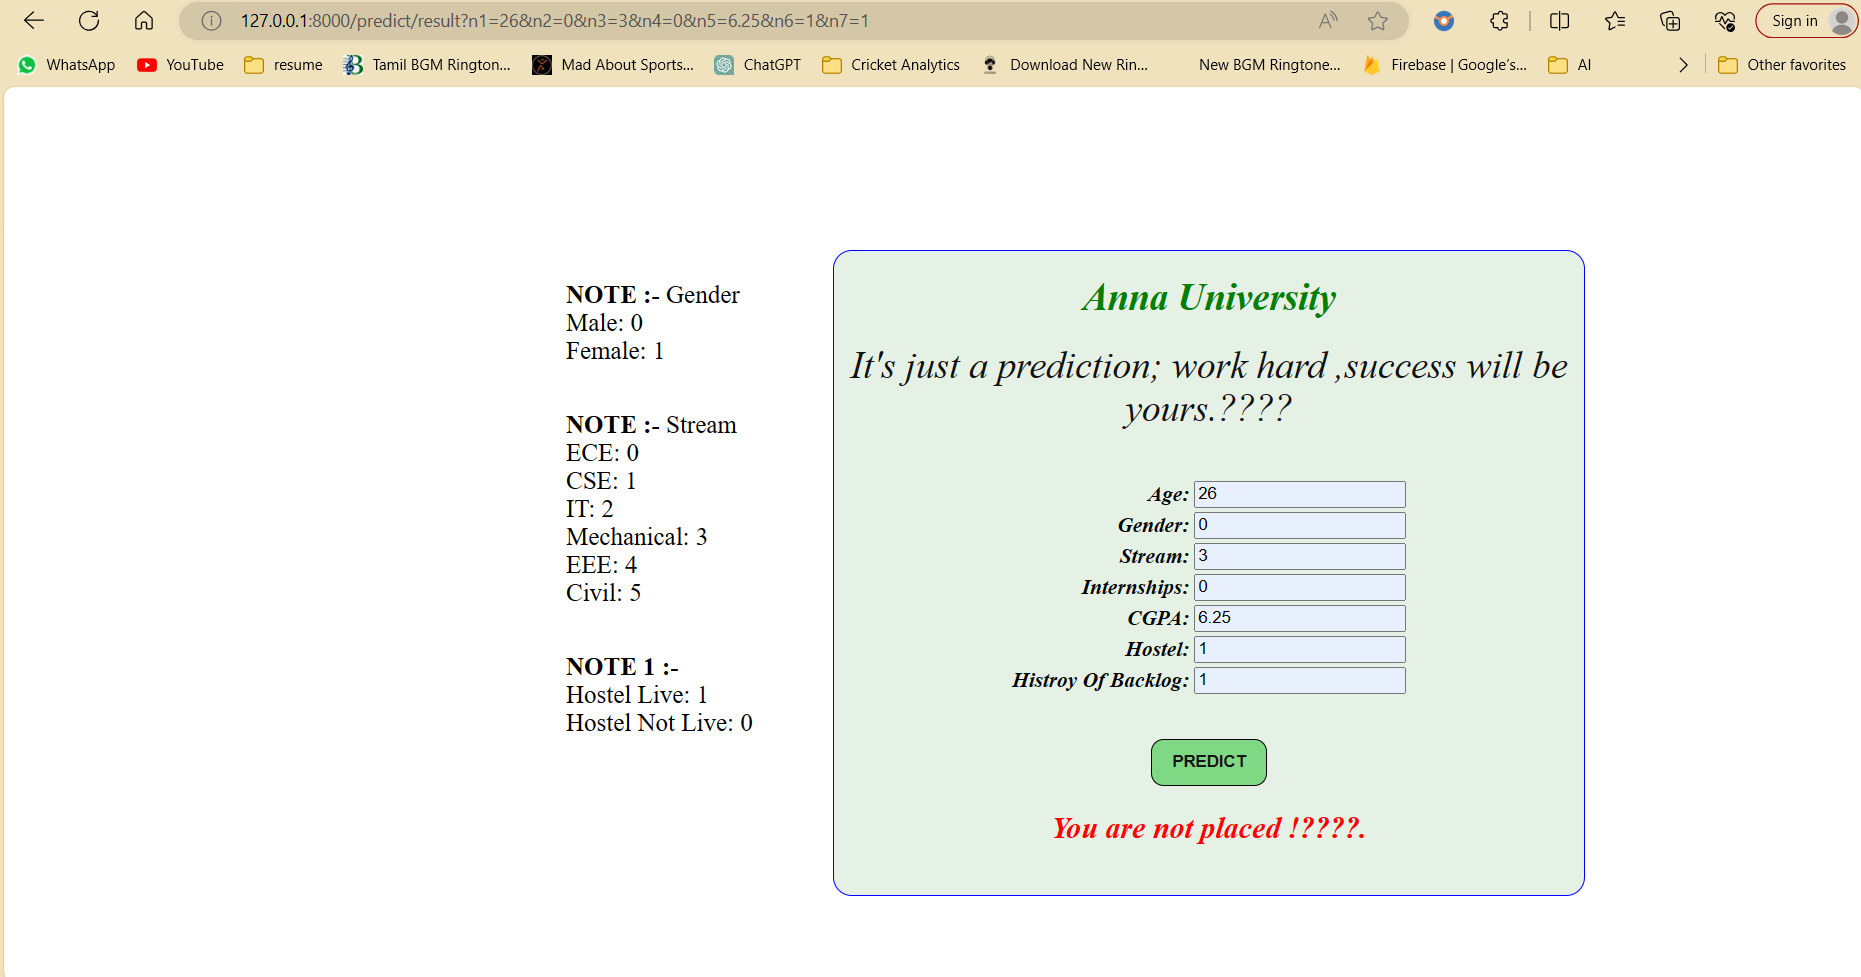 127.0.0.1:8000/predict/result?n1=26&n2=0&n3=3&n4=0&n5=6.25&n6=1&n7=1
Sign in
WhatsApp YouTube resume Tamil BGM Rington... Mad About Sports... ChatGPT Cricket Analytics Download New Rin... New BGM Ringtone... Firebase | Google's... AI Other favorites
NOTE :- Gender
Male: 0
Female: 1
NOTE :- Stream
ECE: 0
CSE: 1
IT: 2
Mechanical: 3
EEE: 4
Civil: 5
NOTE 1 :-
Hostel Live: 1
Hostel Not Live: 0
Anna University
It's just a prediction; work hard ,success will be
yours.????
Age: 26
Gender: 0
Stream: 3
Internships: 0
CGPA: 6.25
Hostel: 1
Histroy Of Backlog: 1
PREDICT
You are not placed !????.